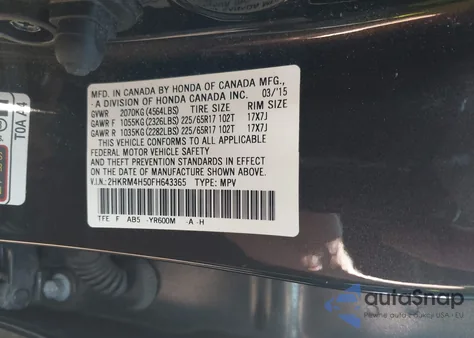 MFD. IN CANADA BY HONDA OF CANADA MFG.,
-A DIVISION OF HONDA CANADA INC. 03/'15
GVWR 2070KG (4564LBS) TIRE SIZE RIM SIZE
GAWR F 1055KG (2326LBS) 225/65R17 102T 17X7J
GAWR R 1035KG (2282LBS) 225/65R17 102T 17X7J
THIS VEHICLE CONFORMS TO ALL APPLICABLE
FEDERAL MOTOR VEHICLE SAFETY
AND THEFT PREVENTION STANDARDS IN EFFECT ON
THE DATE OF MANUFACTURE SHOWN ABOVE.
V.I.N.: 2HKRM4H50FH643365 TYPE: MPV
TFE F AB5 -YR600M -A -H
T0A A
autoSnap
USA - EU